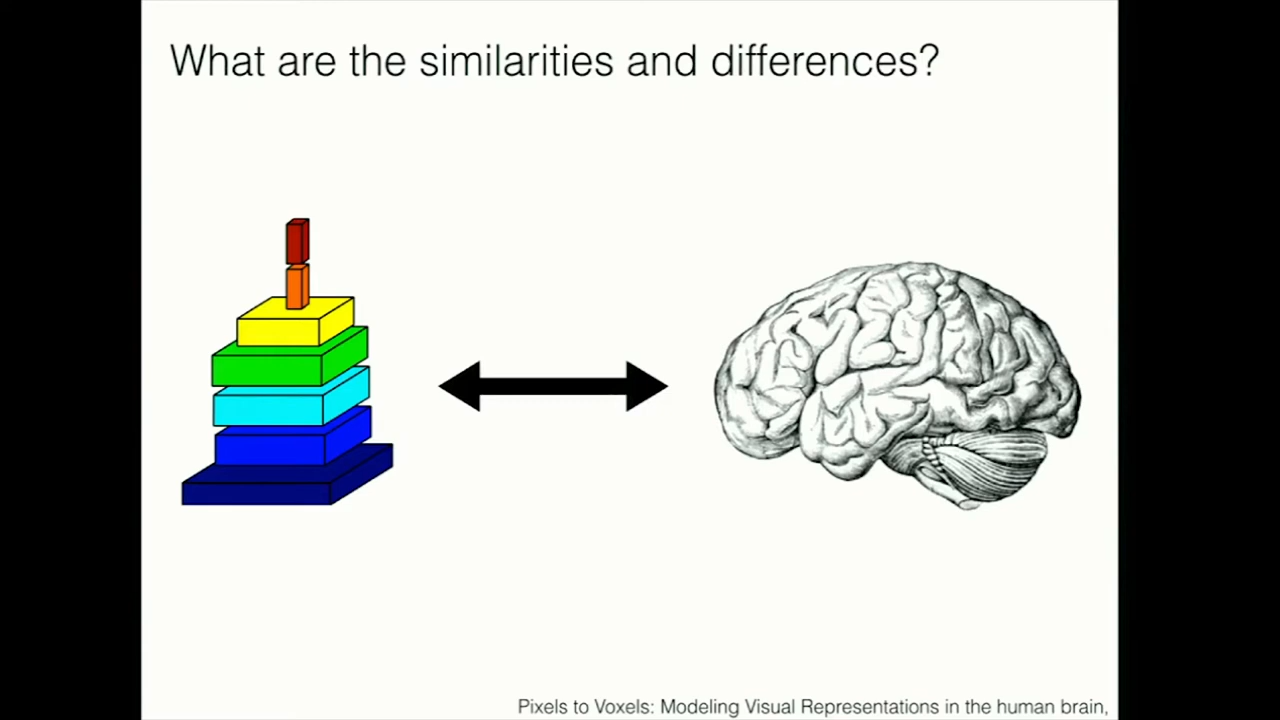 What are the similarities and differences?
Pixels to Voxels: Modeling Visual Representations in the human brain,